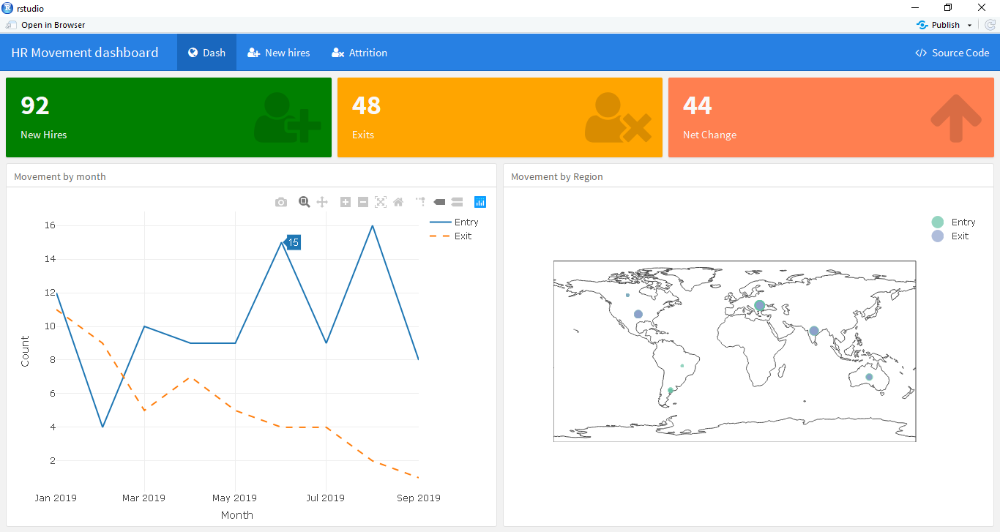 R rstudio
Open in Browser Publish
HR Movement dashboard Dash New hires Attrition </> Source Code
92
New Hires
48
Exits
44
Net Change
Movement by month
Entry
Exit
15
16
14
12
10
8
6
4
2
Count
Jan 2019 Mar 2019 May 2019 Jul 2019 Sep 2019
Month
Movement by Region
Entry
Exit